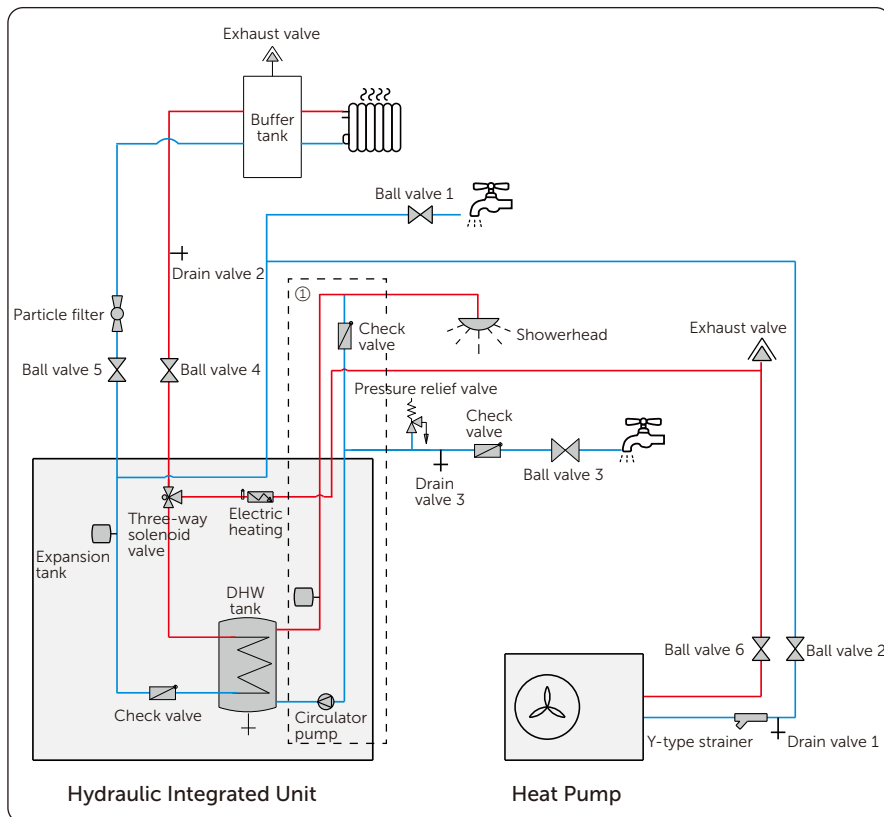 Exhaust valve
Buffer
tank
Ball valve 1
Drain valve 2
①
Particle filter
Check
valve
Showerhead
Exhaust valve
Ball valve 5
Ball valve 4
Pressure relief valve
Check
valve
Ball valve 3
Drain
valve 3
Three-way
solenoid
valve
Electric
heating
Expansion
tank
DHW
tank
Ball valve 6
Ball valve 2
Check valve
Circulator
pump
Y-type strainer
Drain valve 1
Hydraulic Integrated Unit
Heat Pump